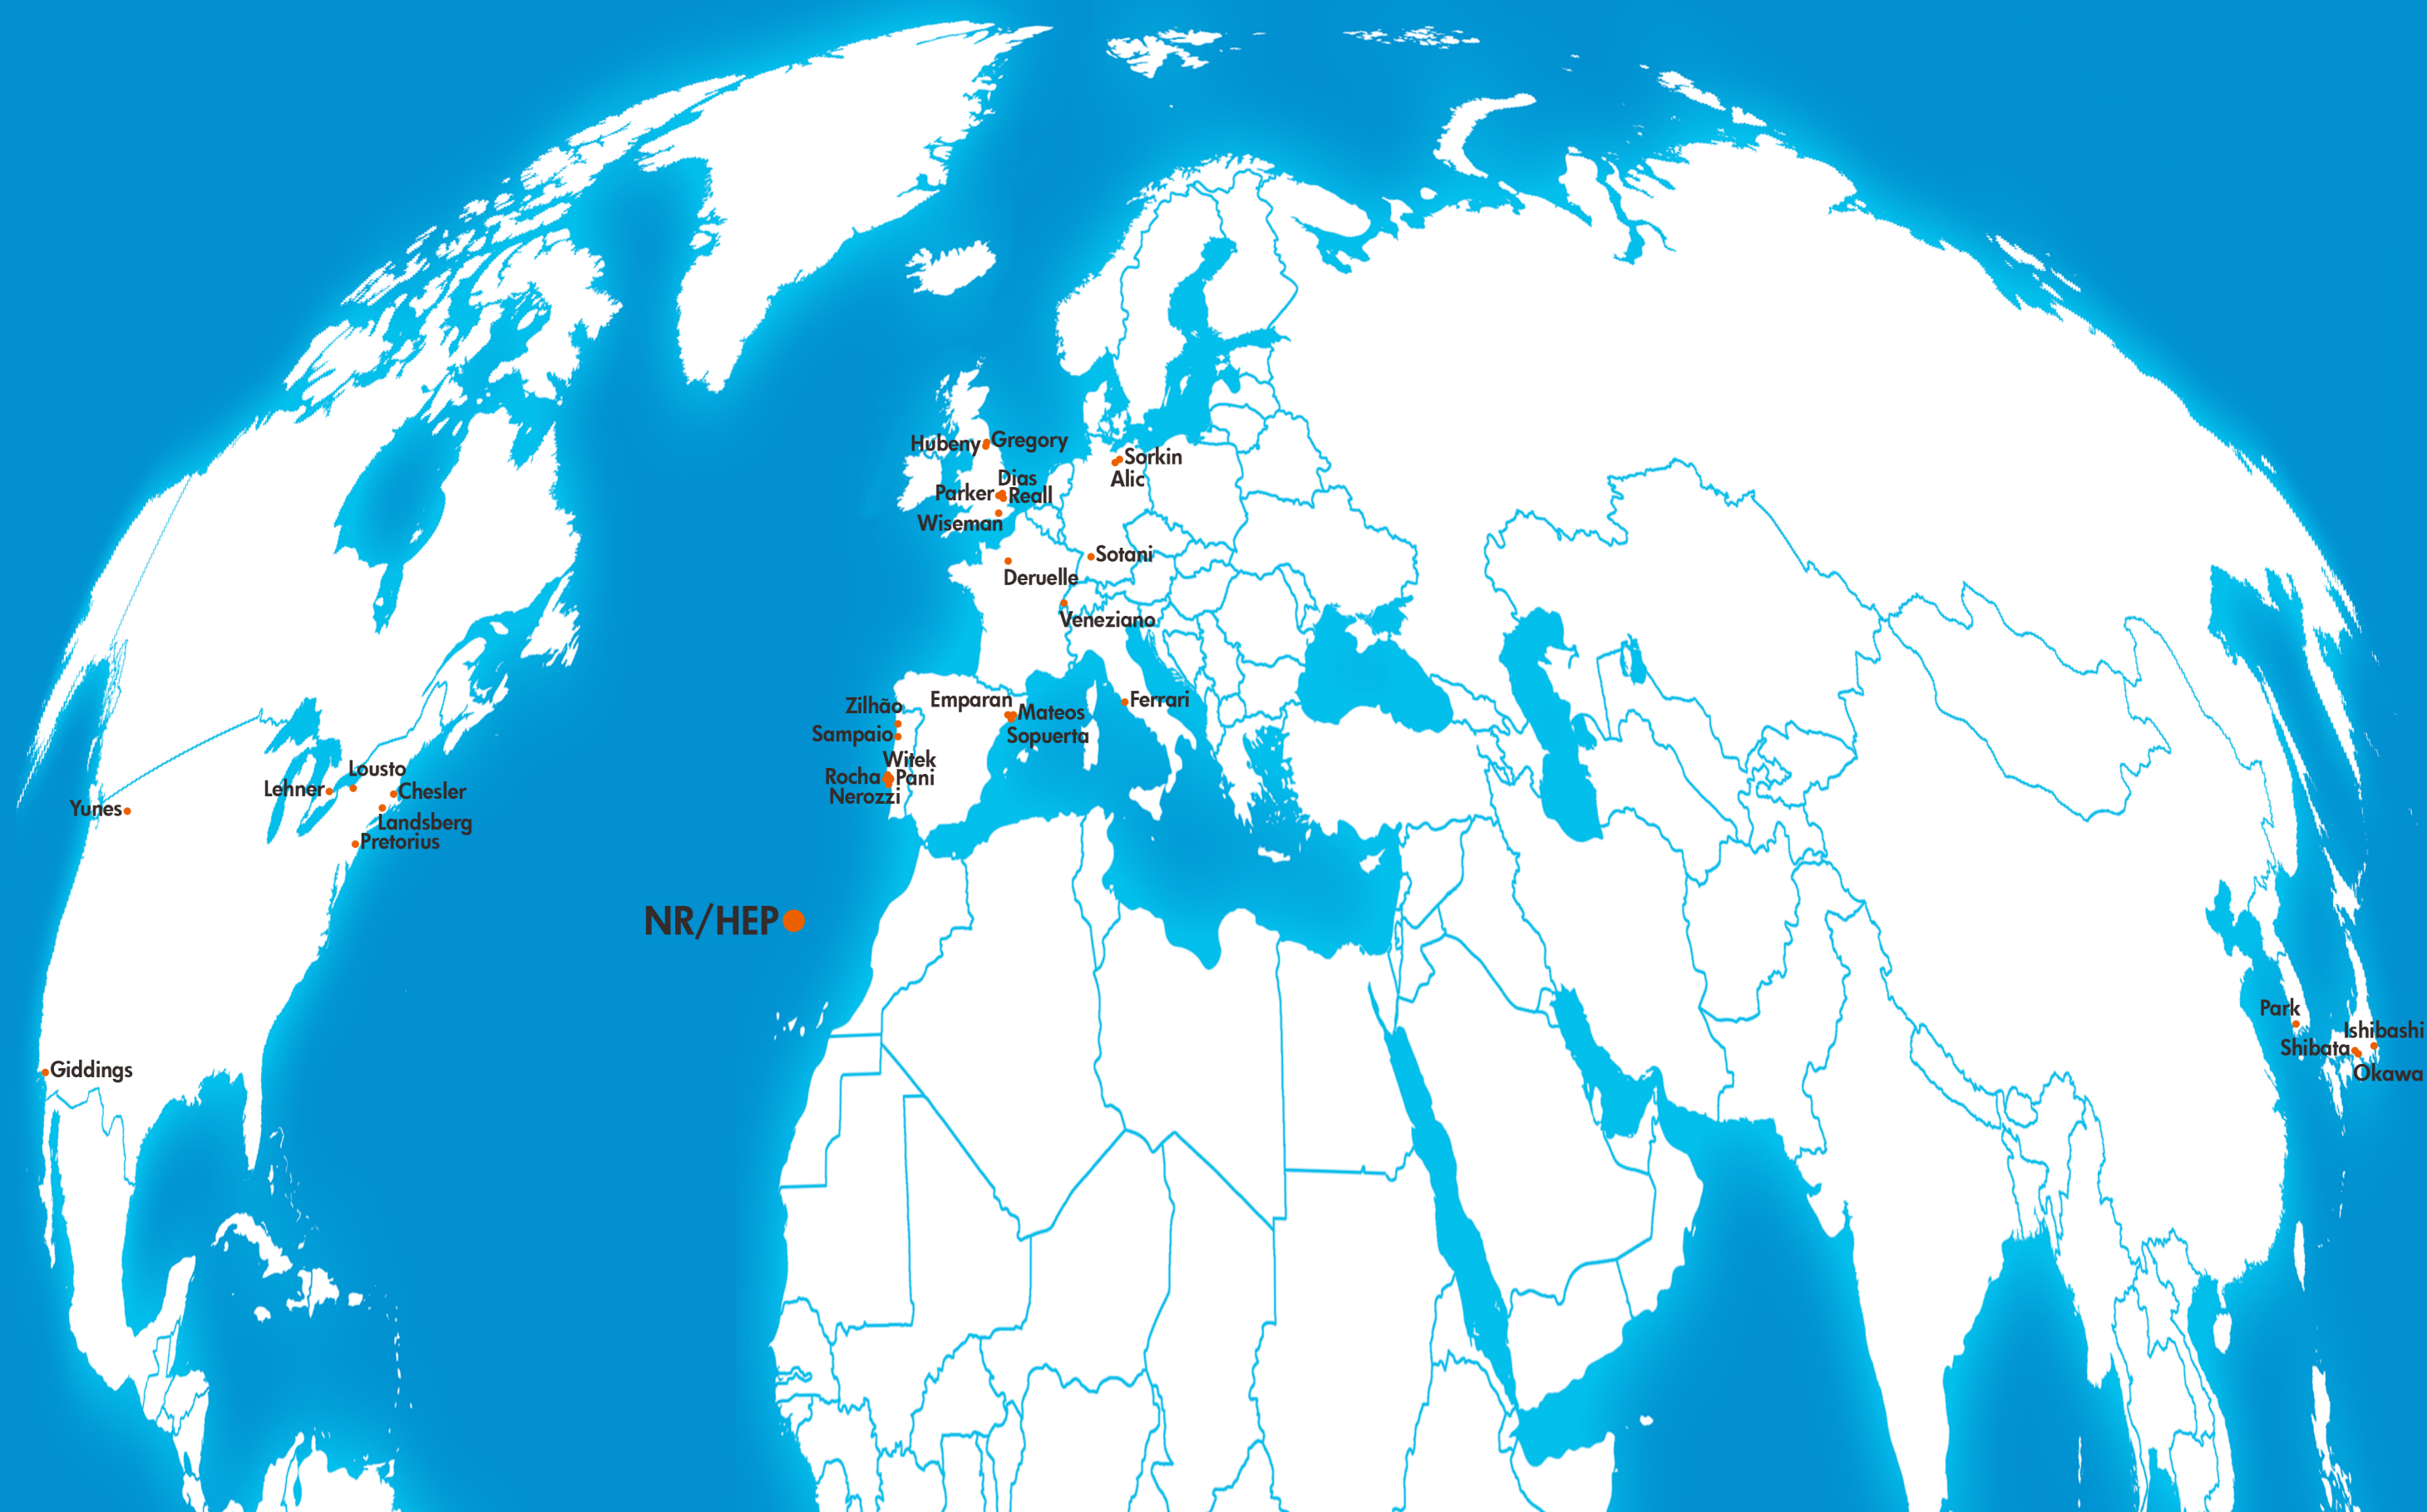 Hubeny
Gregory
Sorkin
Alic
Dias
Parker
Reall
Wiseman
Sotani
Deruelle
Veneziano
Zilhão
Emparan
Ferrari
Mateos
Sampaio
Sopuerta
Witek
Rocha
Pani
Nerozzi
Lousto
Lehner
Chesler
Yunes
Landsberg
Pretorius
NR/HEP
Park
Ishibashi
Shibata
Okawa
Giddings